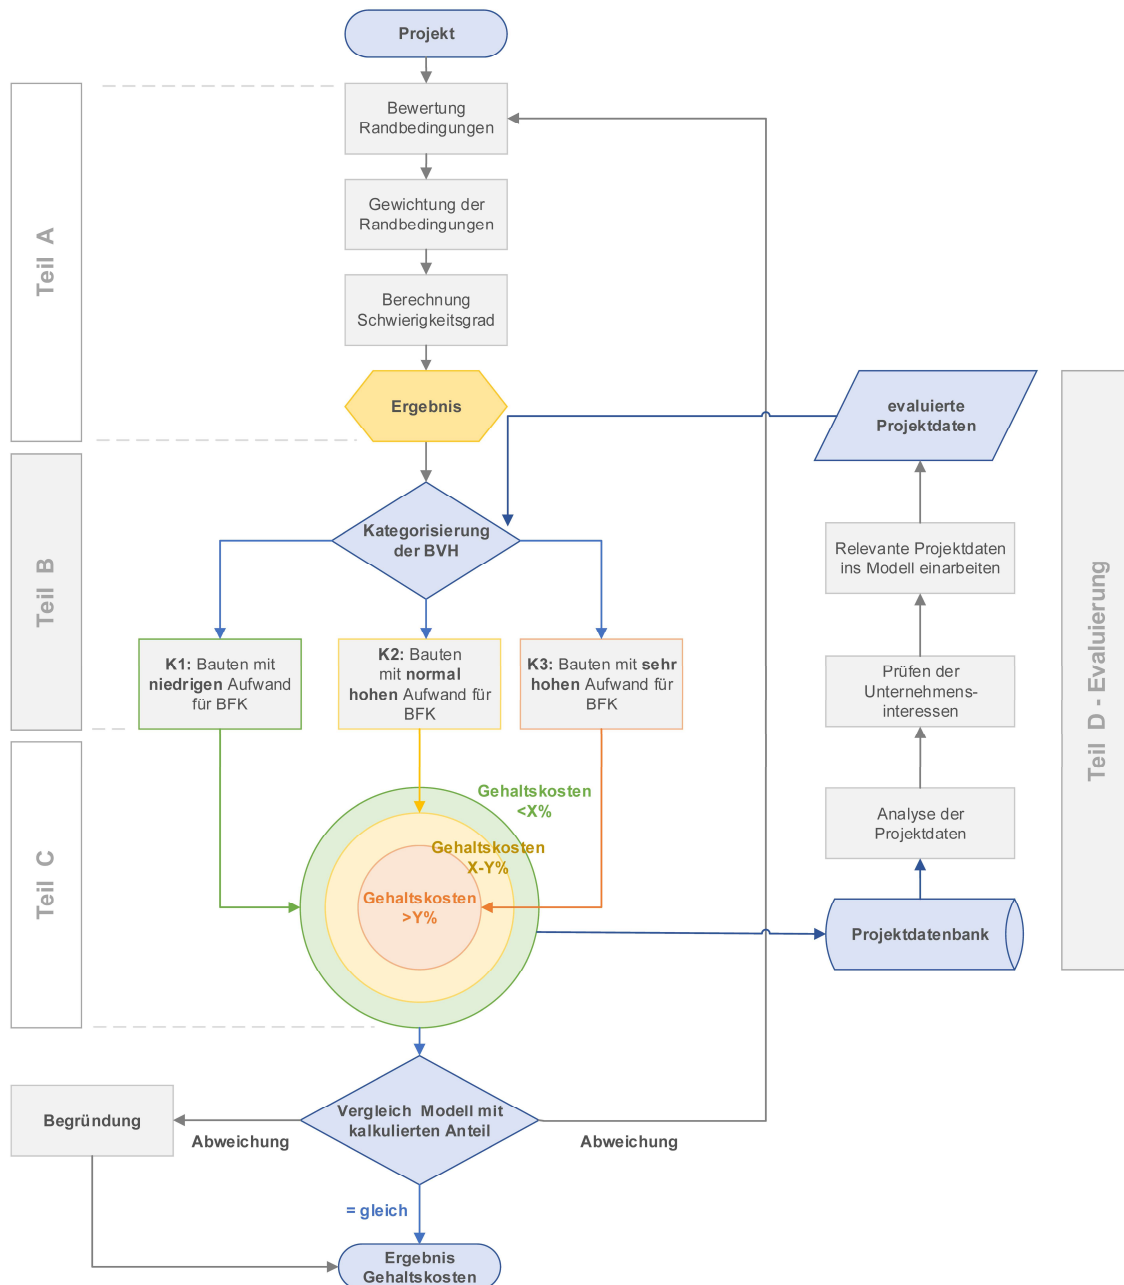 Projekt
Teil  A
Bewertung
Randbedingungen
Gewichtung der
Randbedingungen
Berechnung
Schwierigkeitsgrad
Ergebnis
evaluierte
Projektdaten
Teil  B
Kategorisierung
der BVH
K1: Bauten mit
niedrigen Aufwand
für BFK
K2: Bauten
mit normal
hohen Aufwand für
BFK
K3: Bauten mit sehr
hohen Aufwand für
BFK
Relevante Projektdaten
ins Modell einarbeiten
Prüfen der
Unternehmens-
interessen
Analyse der
Projektdaten
Projektdatenbank
Teil  D - Evaluierung
Teil  C
Gehaltskosten
<X%
Gehaltskosten
X-Y%
Gehaltskosten
>Y%
Vergleich  Modell mit
kalkulierten Anteil
Begründung
Abweichung
Abweichung
= gleich
Ergebnis
Gehaltskosten